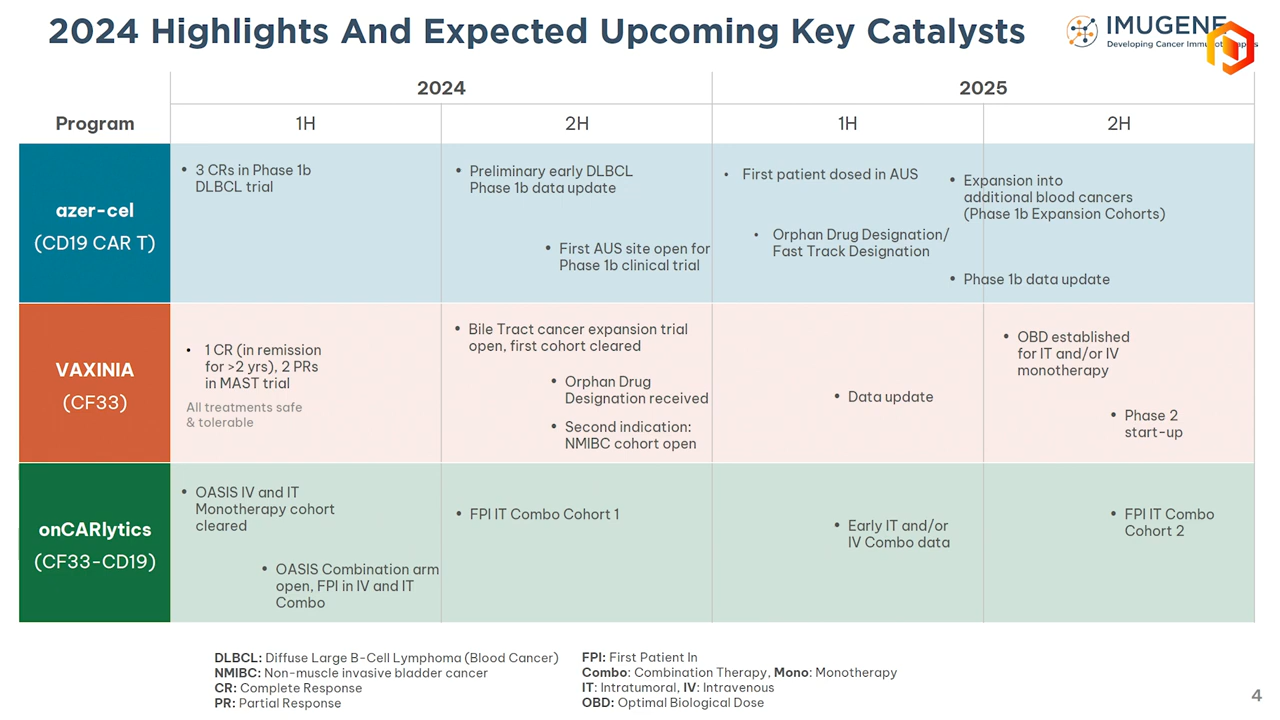 2024 Highlights And Expected Upcoming Key Catalysts
IMUGENE
Developing Cancer
2024
2025
Program
1H
2H
1H
2H
azer-cel
(CD19 CAR T)
• 3 CRs in Phase 1b
DLBCL trial
• Preliminary early DLBCL
Phase 1b data update
• First AUS site open for
Phase 1b clinical trial
• First patient dosed in AUS
• Orphan Drug Designation/
Fast Track Designation
• Expansion into
additional blood cancers
(Phase 1b Expansion Cohorts)
• Phase 1b data update
VAXINIA
(CF33)
• 1 CR (in remission
for >2 yrs), 2 PRs
in MAST trial
All treatments safe
& tolerable
• Bile Tract cancer expansion trial
open, first cohort cleared
• Orphan Drug
Designation received
• Second indication:
NMIBC cohort open
• Data update
• OBD established
for IT and/or IV
monotherapy
• Phase 2
start-up
onCARlytics
(CF33-CD19)
• OASIS IV and IT
Monotherapy cohort
cleared
• OASIS Combination arm
open, FPI in IV and IT
Combo
• FPI IT Combo Cohort 1
• Early IT and/or
IV Combo data
• FPI IT Combo
Cohort 2
DLBCL: Diffuse Large B-Cell Lymphoma (Blood Cancer)
NMIBC: Non-muscle invasive bladder cancer
CR: Complete Response
PR: Partial Response
FPI: First Patient In
Combo: Combination Therapy, Mono: Monotherapy
IT: Intratumoral, IV: Intravenous
OBD: Optimal Biological Dose
4